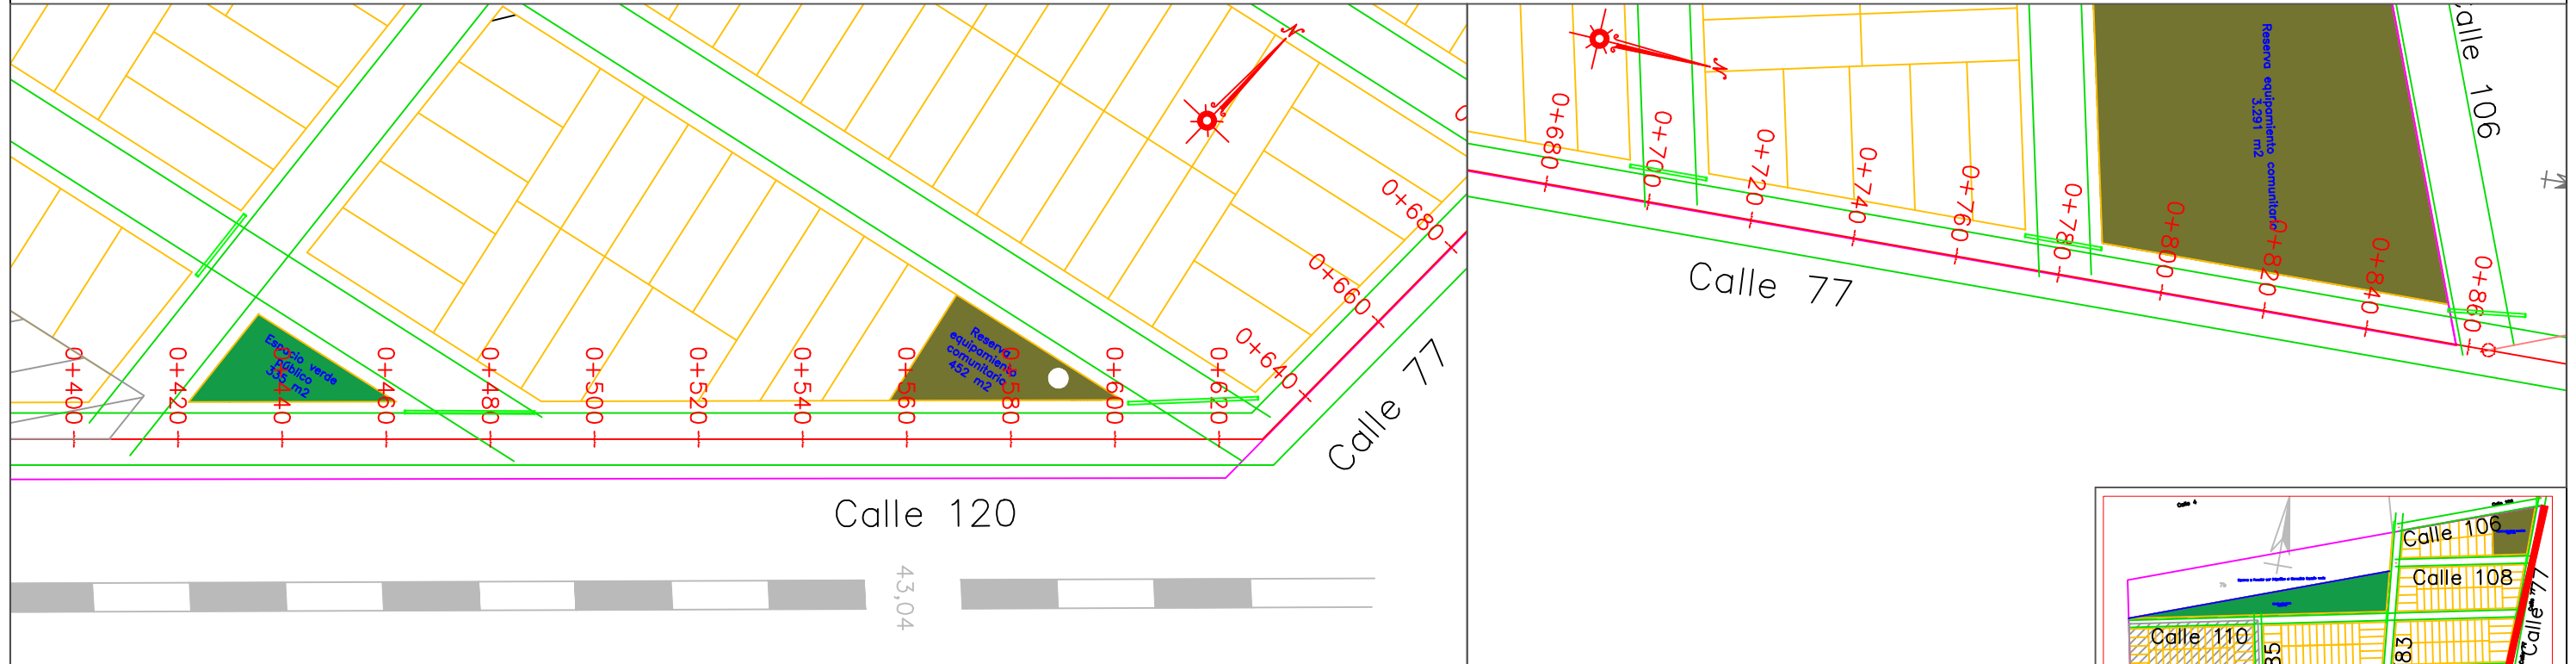 N
0+400
0+420
0+440
0+460
0+480
0+500
0+520
0+540
0+560
0+580
0+600
0+620
0+640
0+660
0+680
Espacio verde
público
335 m2
Reserva
equipamiento
comunitario
452 m2
Calle 120
Calle 77
43,04
N
0+680
0+700
0+720
0+740
0+760
0+780
0+800
0+820
0+840
0+860
Reserva equipamiento comunitario
3.291 m2
Calle 77
Calle 106
Calle 106
Calle 108
Calle 110
Calle 77
85
83